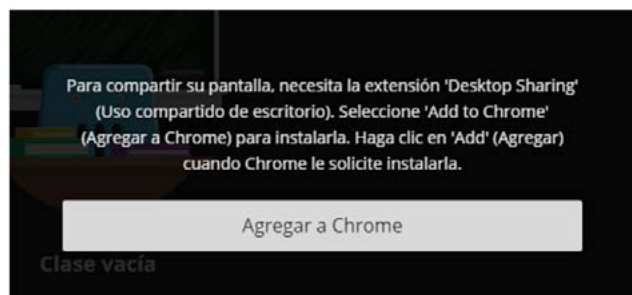 Para compartir su pantalla, necesita la extensión 'Desktop Sharing'
(Uso compartido de escritorio). Seleccione 'Add to Chrome'
(Agregar a Chrome) para instalarla. Haga clic en 'Add' (Agregar)
cuando Chrome le solicite instalarla.
Agregar a Chrome
Clase vacía